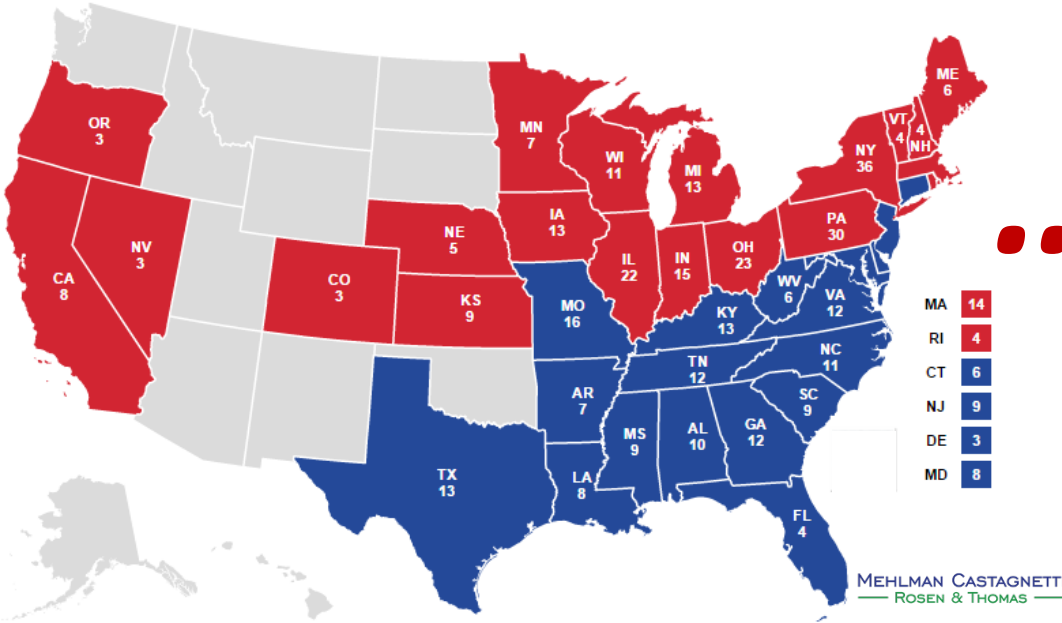 ME
6
VT
4
4
NH
NY
36
OR
3
MN
7
WI
11
MI
13
PA
30
IA
13
NE
5
NV
3
OH
23
IL
22
IN
15
CA
8
CO
3
KS
9
WV
6
VA
12
MO
16
KY
13
NC
11
TN
12
AR
7
SC
9
MS
9
AL
10
GA
12
TX
13
LA
8
FL
4
MA 14
RI 4
CT 6
NJ 9
DE 3
MD 8
MEHLMAN CASTAGNETT
ROSEN & THOMAS